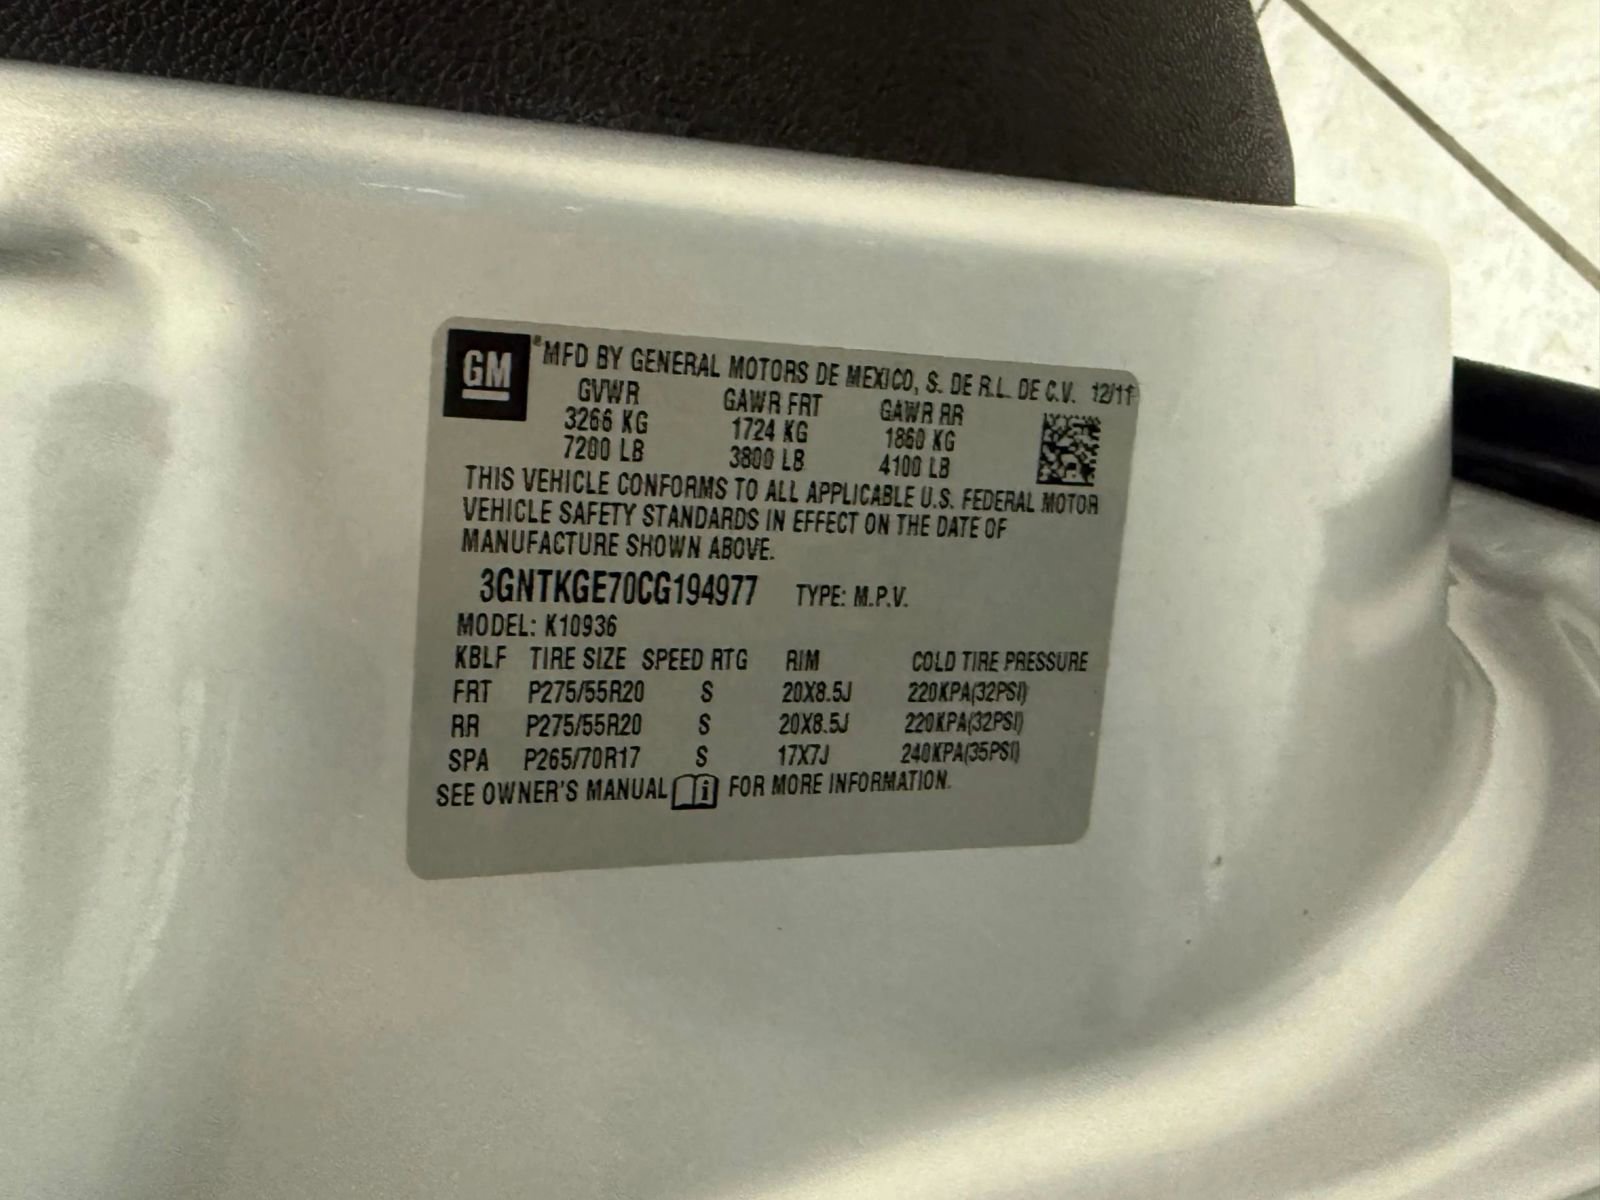 GM
®MFD BY GENERAL MOTORS DE MEXICO, S. DE R.L. DE C.V. 12/11
GVWR GAWR FRT GAWR RR
3266 KG 1724 KG 1860 KG
7200 LB 3800 LB 4100 LB
THIS VEHICLE CONFORMS TO ALL APPLICABLE U.S. FEDERAL MOTOR
VEHICLE SAFETY STANDARDS IN EFFECT ON THE DATE OF
MANUFACTURE SHOWN ABOVE.
3GNTKGE70CG194977 TYPE: M.P.V.
MODEL: K10936
KBLF TIRE SIZE SPEED RTG RIM COLD TIRE PRESSURE
FRT P275/55R20 S 20X8.5J 220KPA(32PSI)
RR P275/55R20 S 20X8.5J 220KPA(32PSI)
SPA P265/70R17 S 17X7J 240KPA(35PSI)
SEE OWNER'S MANUAL i FOR MORE INFORMATION.